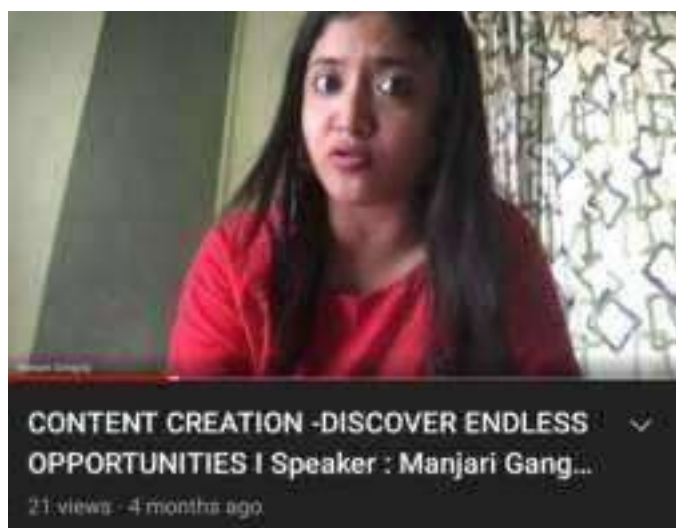 CONTENT CREATION -DISCOVER ENDLESS
OPPORTUNITIES I Speaker : Manjari Gang...
21 views · 4 months ago